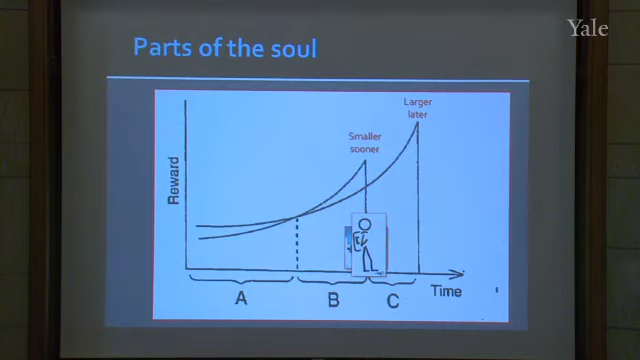 Yale
Parts of the soul
Larger
later
Smaller
sooner
Reward
A
B
C
Time